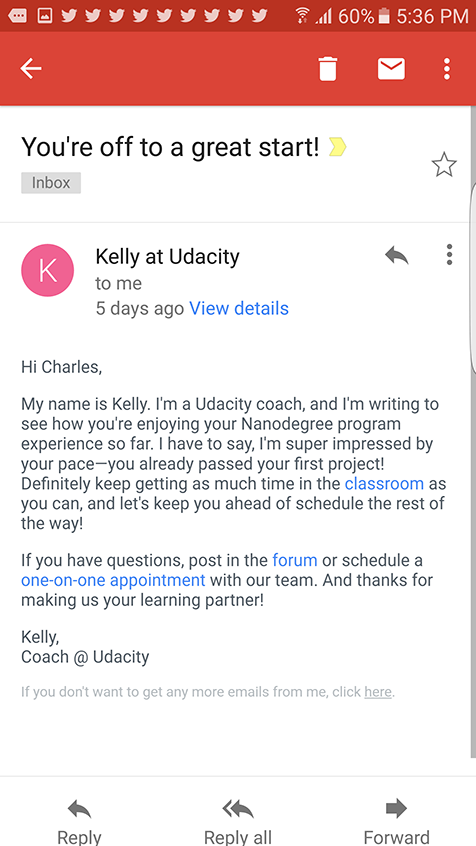 60% 5:36 PM
You're off to a great start!
Inbox
K
Kelly at Udacity
to me
5 days ago View details
Hi Charles,
My name is Kelly. I'm a Udacity coach, and I'm writing to
see how you're enjoying your Nanodegree program
experience so far. I have to say, I'm super impressed by
your pace—you already passed your first project!
Definitely keep getting as much time in the classroom as
you can, and let's keep you ahead of schedule the rest of
the way!
If you have questions, post in the forum or schedule a
one-on-one appointment with our team. And thanks for
making us your learning partner!
Kelly,
Coach @ Udacity
If you don't want to get any more emails from me, click here.
Reply Reply all Forward